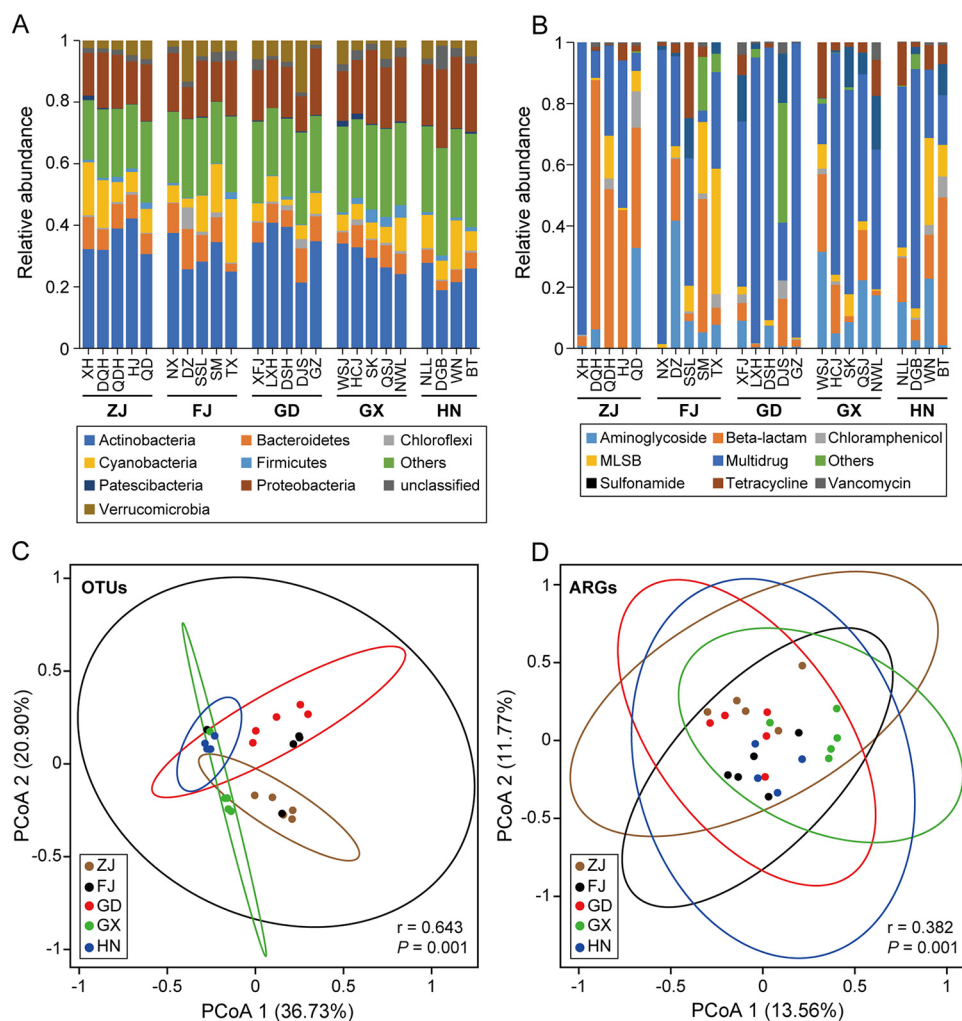 A
Relative abundance
1
0.8
0.6
0.4
0.2
0
XH DQH QDH HJ QD NX DZ SSL SM TX XFJ LXH DSH DJS GZ WSJ HCJ SK QSJ NWL NLL DGB WN BT
ZJ FJ GD GX HN
Actinobacteria Bacteroidetes Chloroflexi
Cyanobacteria Firmicutes Others
Patescibacteria Proteobacteria unclassified
Verrucomicrobia
B
Relative abundance
1
0.8
0.6
0.4
0.2
0
XH DQH QDH HJ QD NX DZ SSL SM TX XFJ LXH DSH DJS GZ WSJ HCJ SK QSJ NWL NLL DGB WN BT
ZJ FJ GD GX HN
Aminoglycoside Beta-lactam Chloramphenicol
MLSB Multidrug Others
Sulfonamide Tetracycline Vancomycin
C
OTUs
PCoA 2 (20.90%)
1
0.5
0
-0.5
-1
ZJ
FJ
GD
GX
HN
r = 0.643
P = 0.001
-1 -0.5 0 0.5 1
PCoA 1 (36.73%)
D
ARGs
PCoA 2 (11.77%)
1
0.5
0
-0.5
-1
ZJ
FJ
GD
GX
HN
r = 0.382
P = 0.001
-1 -0.5 0 0.5 1
PCoA 1 (13.56%)